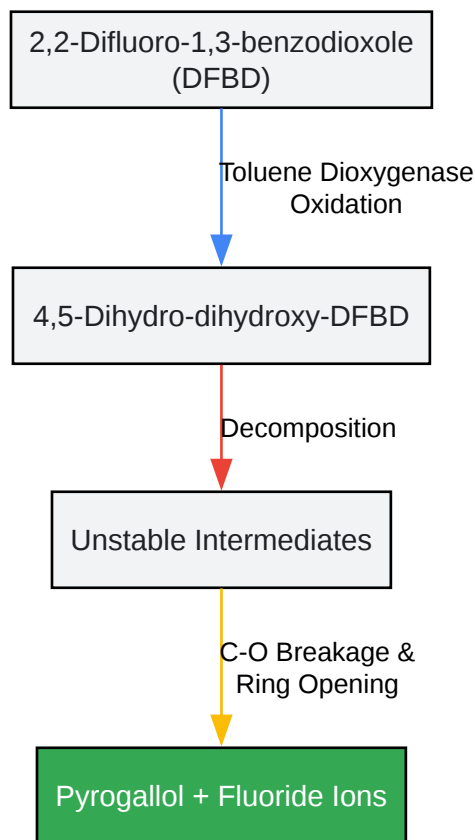 2,2-Difluoro-1,3-benzodioxole
(DFBD)
Toluene Dioxygenase
Oxidation
4,5-Dihydro-dihydroxy-DFBD
Decomposition
Unstable Intermediates
C-O Breakage &
Ring Opening
Pyrogallol + Fluoride Ions